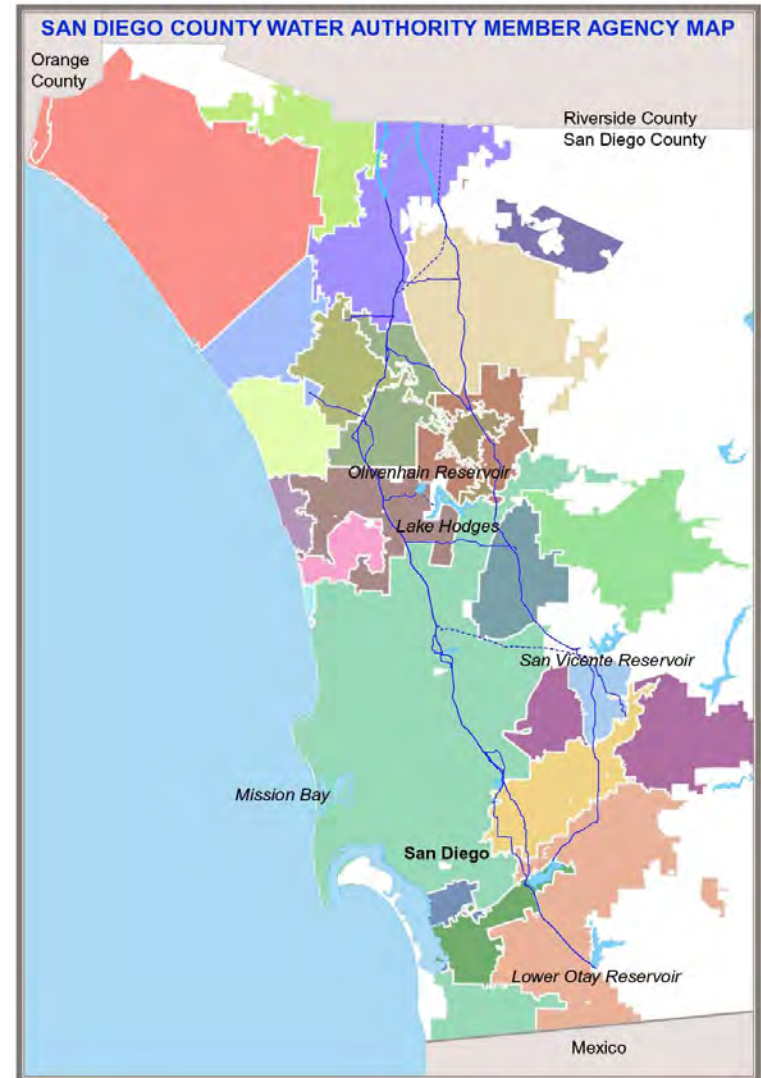 SAN DIEGO COUNTY WATER AUTHORITY MEMBER AGENCY MAP
Orange
County
Riverside County
San Diego County
Olivenhain Reservoir
Lake Hodges
San Vicente Reservoir
Mission Bay
San Diego
Lower Otay Reservoir
Mexico